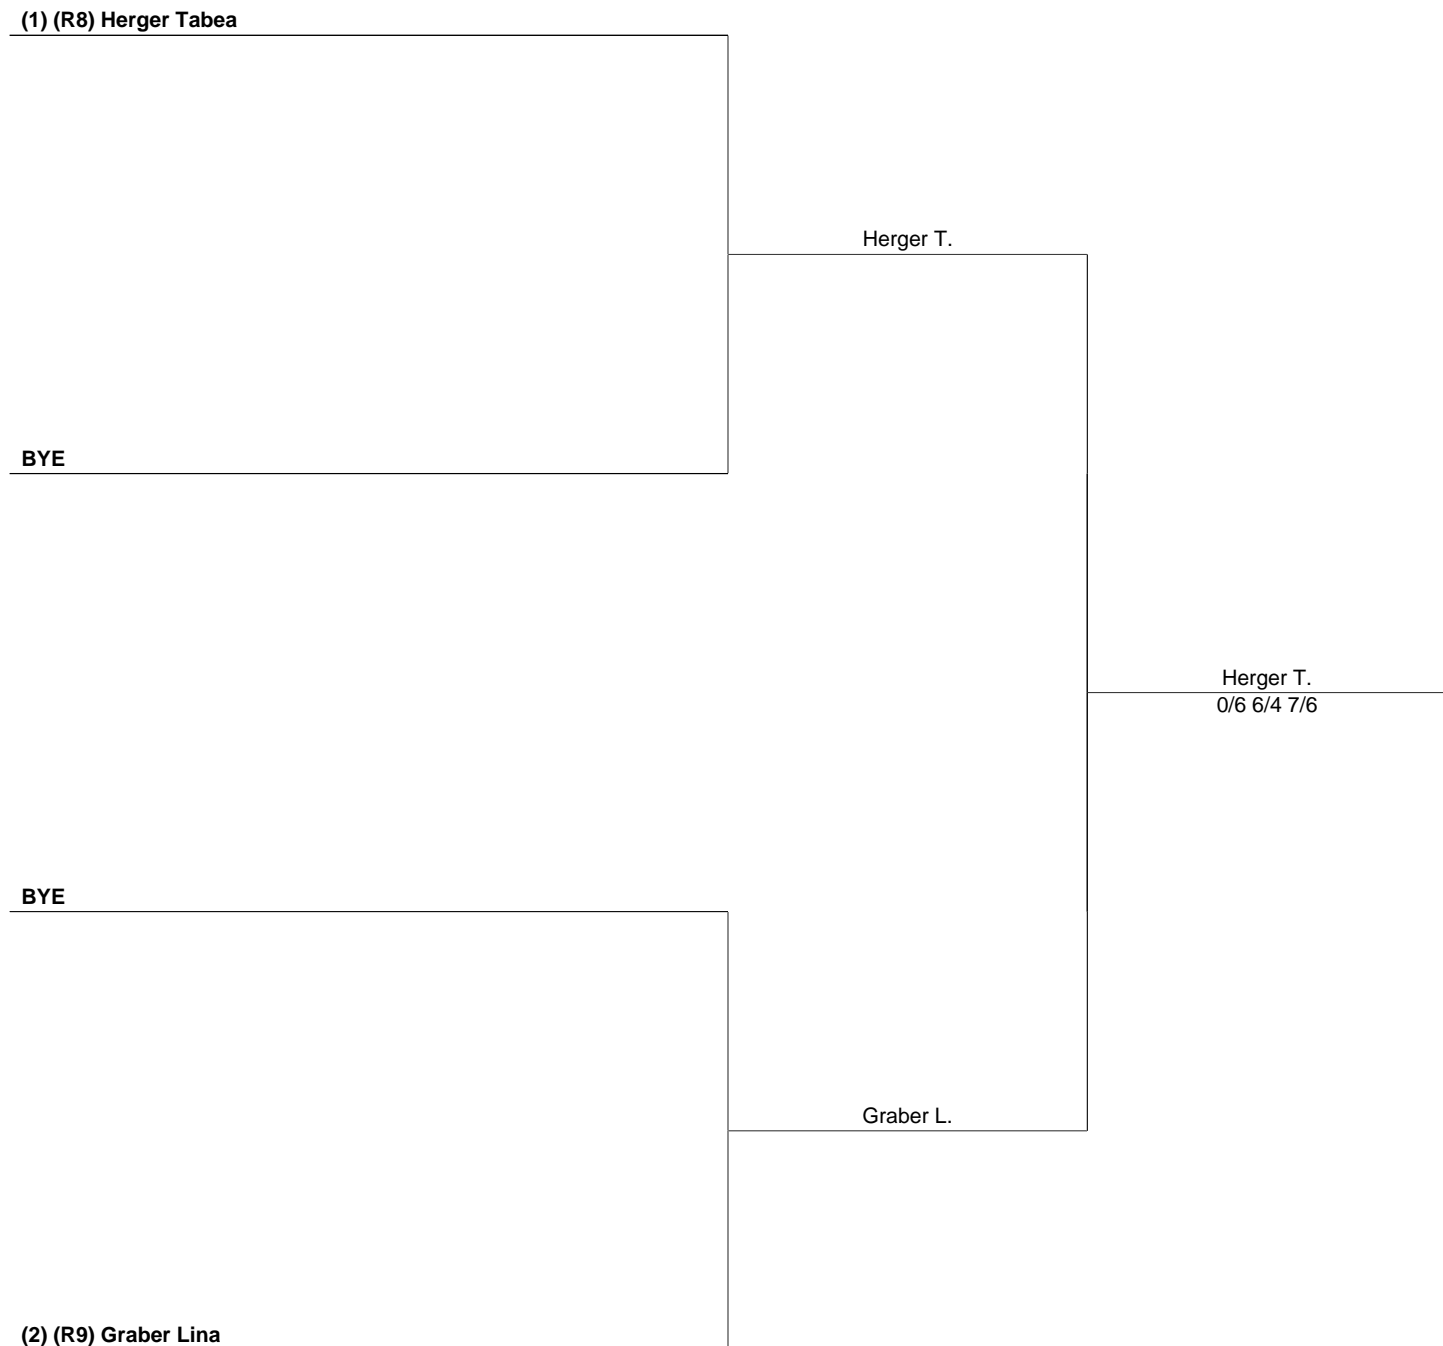 (1) (R8) Herger Tabea
Herger T.
BYE
Herger T.
0/6 6/4 7/6
BYE
Graber L.
(2) (R9) Graber Lina